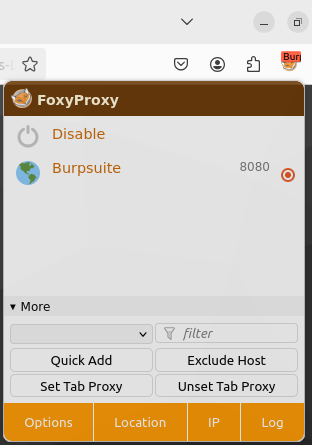 Burp
FoxyProxy
Disable
Burpsuite 8080
▾ More
filter
Quick Add Exclude Host
Set Tab Proxy Unset Tab Proxy
Options Location IP Log